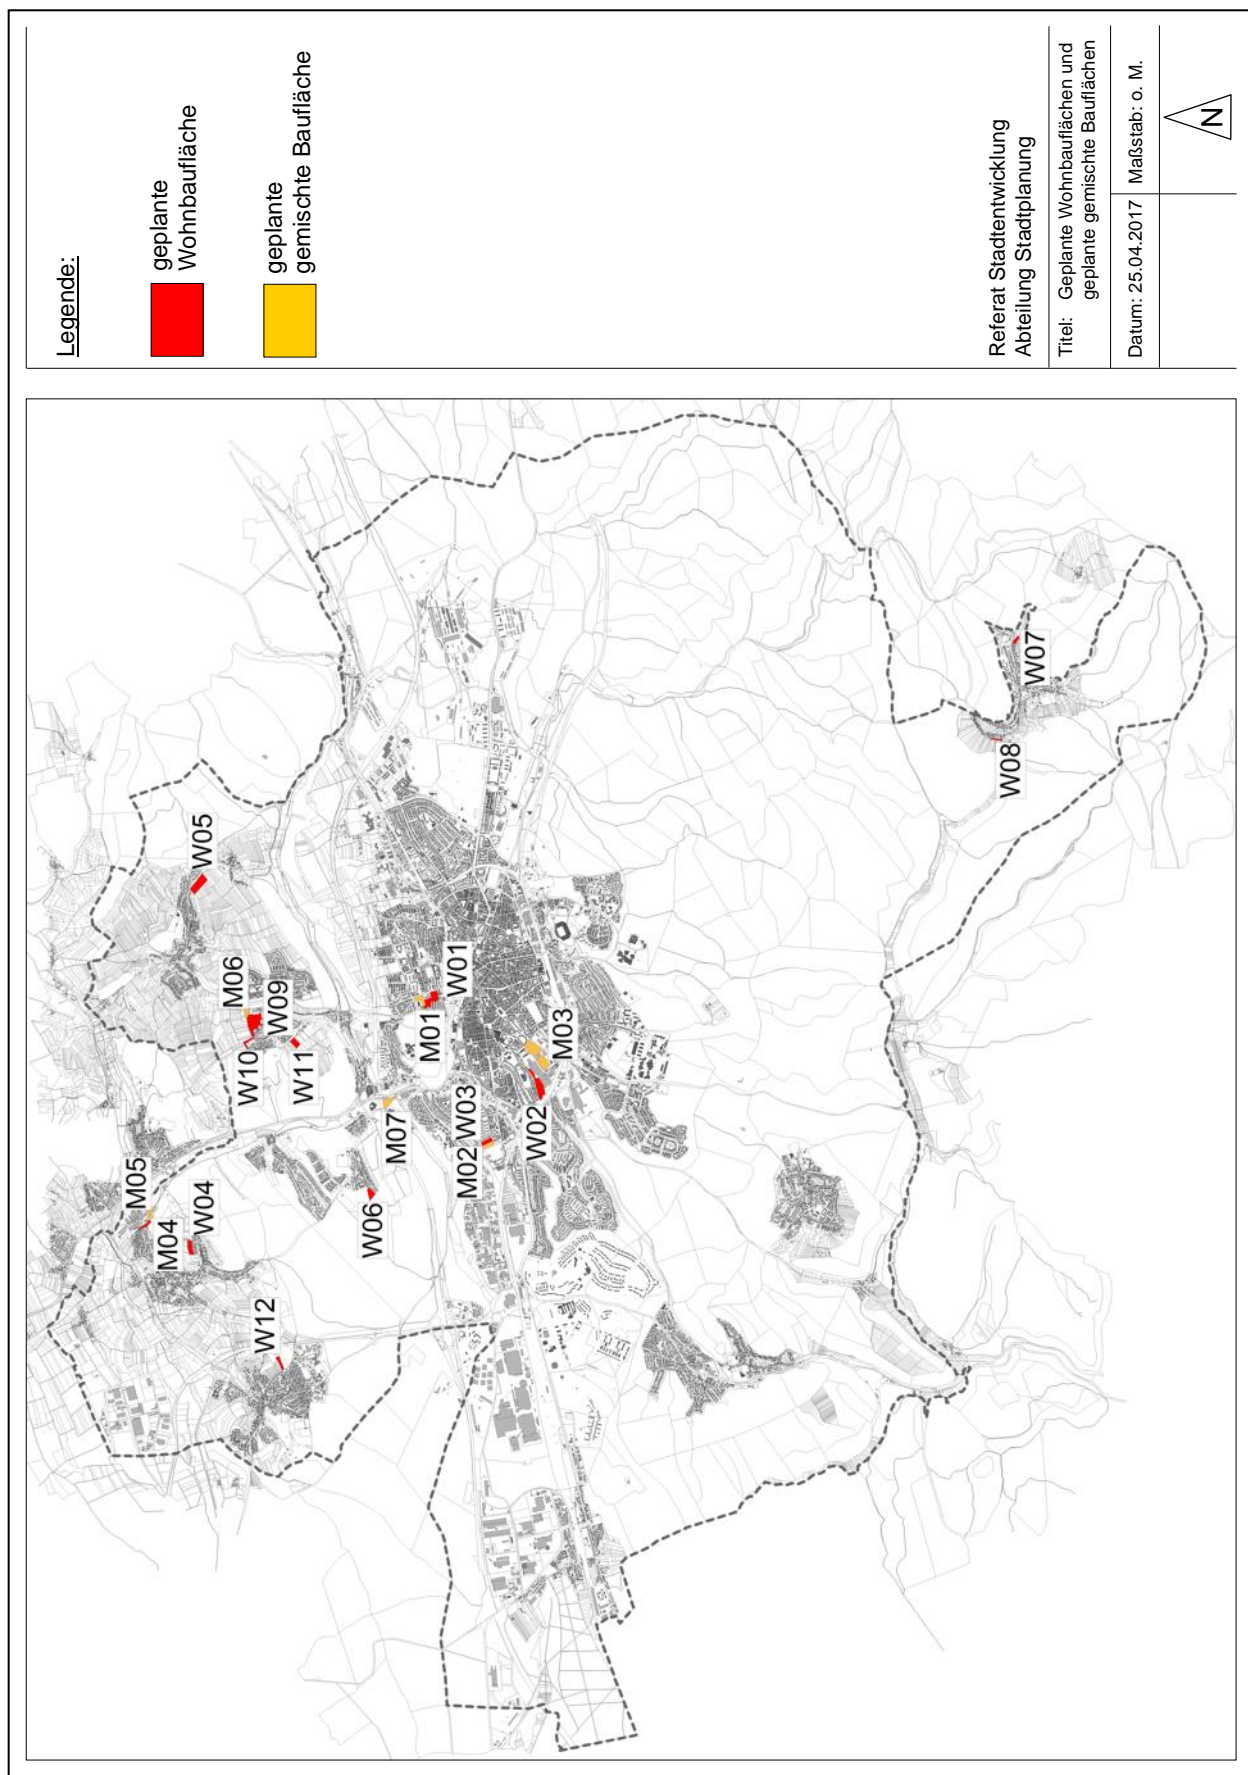 Legende:
geplante
Wohnbaufläche
geplante
gemischte Baufläche
Referat Stadtentwicklung
Abteilung Stadtplanung
Titel: Geplante Wohnbauflächen und
geplante gemischte Bauflächen
Datum: 25.04.2017 Maßstab: o. M.
N
W12
M04
M05
W04
W06
M07
M02
W03
W02
M03
M01
W01
W10
W11
W09
M06
W05
W08
W07